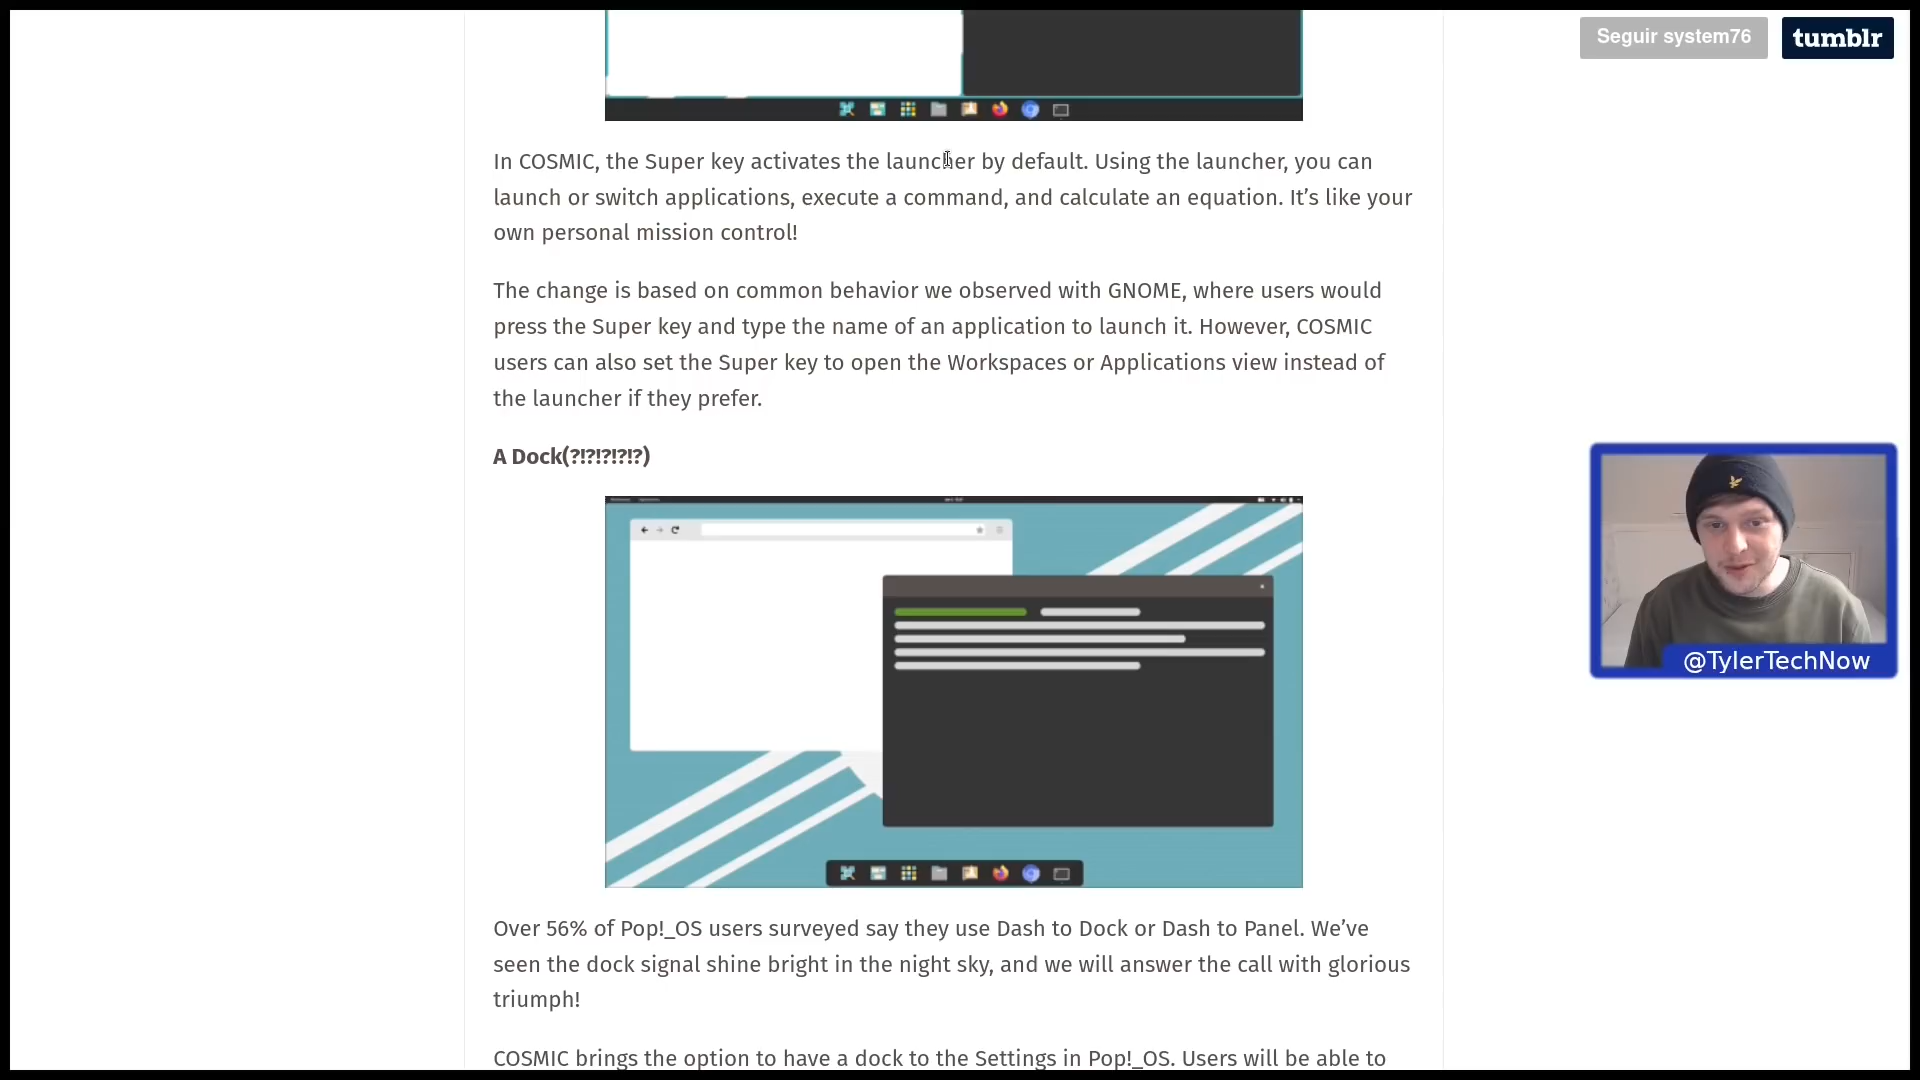 Seguir system76
tumblr
In COSMIC, the Super key activates the launcher by default. Using the launcher, you can
launch or switch applications, execute a command, and calculate an equation. It’s like your
own personal mission control!
The change is based on common behavior we observed with GNOME, where users would
press the Super key and type the name of an application to launch it. However, COSMIC
users can also set the Super key to open the Workspaces or Applications view instead of
the launcher if they prefer.
A Dock(?!?!?!?!?)
@TylerTechNow
Over 56% of Pop!_OS users surveyed say they use Dash to Dock or Dash to Panel. We’ve
seen the dock signal shine bright in the night sky, and we will answer the call with glorious
triumph!
COSMIC brings the option to have a dock to the Settings in Pop!_OS. Users will be able to